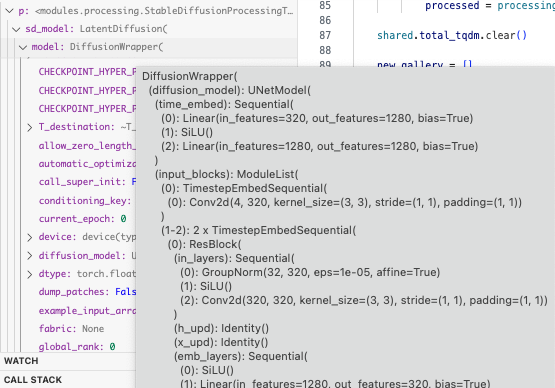 p: <modules.processing.StableDiffusionProcessingT...
sd_model: LatentDiffusion(
model: DiffusionWrapper(
CHECKPOINT_HYPER_P
CHECKPOINT_HYPER_P
CHECKPOINT_HYPER_P
T_destination: ~T_
allow_zero_length_
automatic_optimiza
call_super_init: F
conditioning_key:
current_epoch: 0
device: device(typ
diffusion_model: U
dtype: torch.float
dump_patches: Fals
example_input_arra
fabric: None
global_rank: 0
WATCH
CALL STACK
85 processed = processing
86
87 shared.total_tqdm.clear()
88
89 new_gallery = []
DiffusionWrapper(
(diffusion_model): UNetModel(
(time_embed): Sequential(
(0): Linear(in_features=320, out_features=1280, bias=True)
(1): SiLU()
(2): Linear(in_features=1280, out_features=1280, bias=True)
)
(input_blocks): ModuleList(
(0): TimestepEmbedSequential(
(0): Conv2d(4, 320, kernel_size=(3, 3), stride=(1, 1), padding=(1, 1))
)
(1-2): 2 x TimestepEmbedSequential(
(0): ResBlock(
(in_layers): Sequential(
(0): GroupNorm(32, 320, eps=1e-05, affine=True)
(1): SiLU()
(2): Conv2d(320, 320, kernel_size=(3, 3), stride=(1, 1), padding=(1, 1))
)
(h_upd): Identity()
(x_upd): Identity()
(emb_layers): Sequential(
(0): SiLU()
(1): Linear(in_features=1280, out_features=320, bias=True)